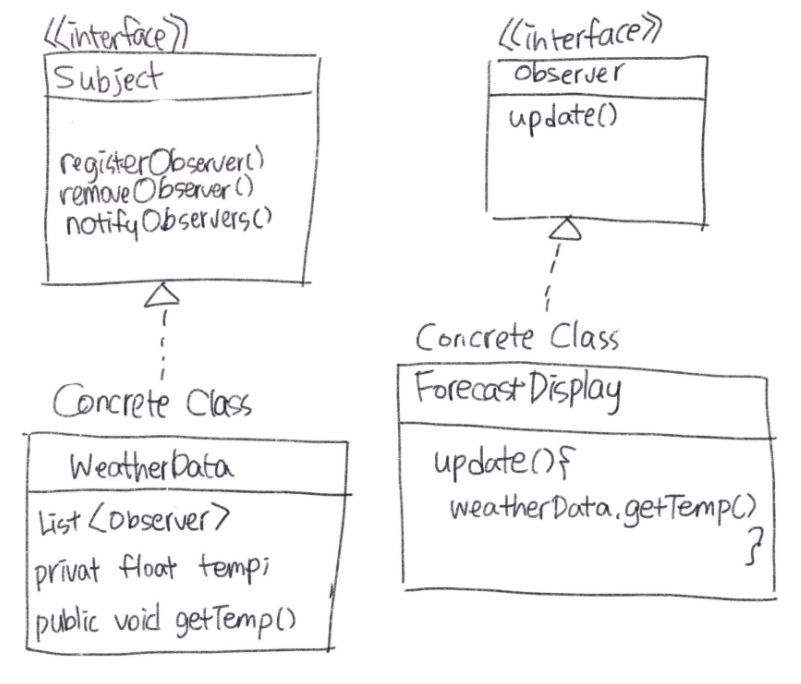 <<interface>>
Subject
registerObserver()
removeObserver()
notifyObservers()
Concrete Class
WeatherData
List <Observer>
privat float temp;
public void getTemp()
<<interface>>
Observer
update()
Concrete Class
ForecastDisplay
update(){
weatherData.getTemp()
}